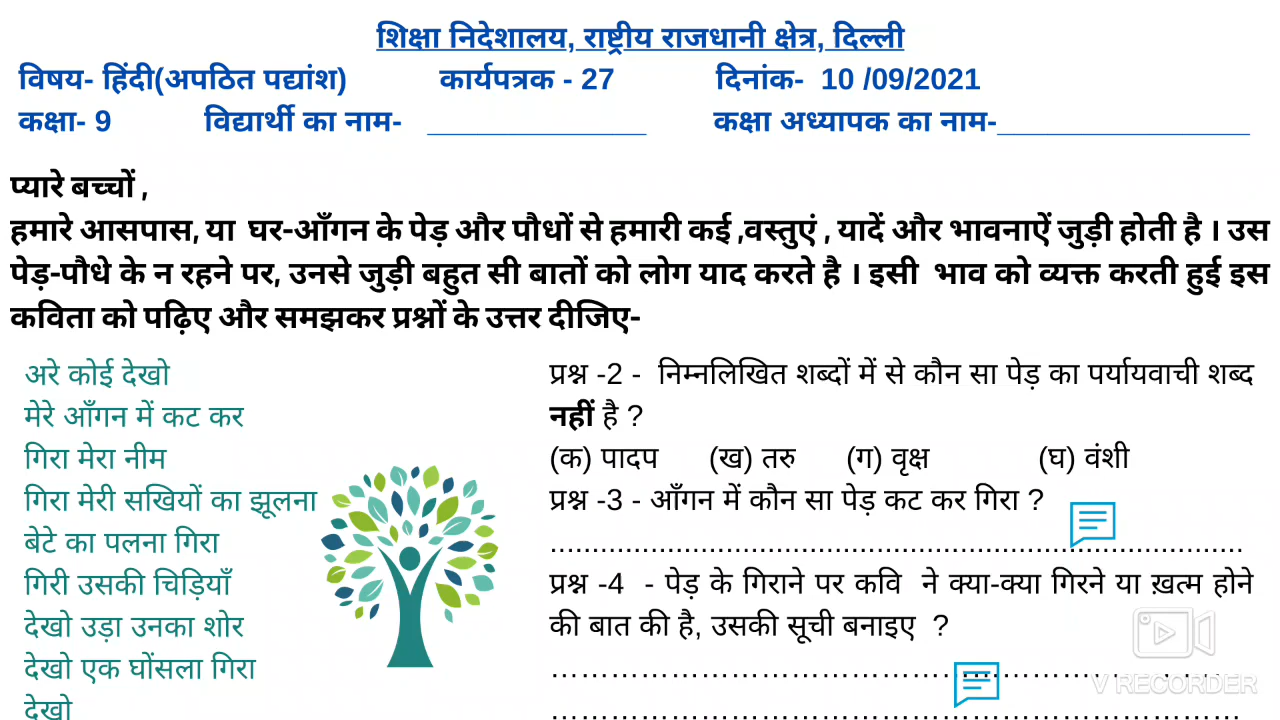 शिक्षा निदेशालय, राष्ट्रीय राजधानी क्षेत्र, दिल्ली
विषय- हिंदी(अपठित पद्यांश) कार्यपत्रक - 27 दिनांक- 10 /09/2021
कक्षा- 9 विद्यार्थी का नाम- _____________ कक्षा अध्यापक का नाम-_______________
प्यारे बच्चों ,
हमारे आसपास, या घर-आँगन के पेड़ और पौधों से हमारी कई ,वस्तुएं , यादें और भावनाऐं जुड़ी होती है । उस
पेड़-पौधे के न रहने पर, उनसे जुड़ी बहुत सी बातों को लोग याद करते है । इसी भाव को व्यक्त करती हुई इस
कविता को पढ़िए और समझकर प्रश्नों के उत्तर दीजिए-
अरे कोई देखो
मेरे आँगन में कट कर
गिरा मेरा नीम
गिरा मेरी सखियों का झूलना
बेटे का पलना गिरा
गिरी उसकी चिड़ियाँ
देखो उड़ा उनका शोर
देखो एक घोंसला गिरा
देखो
प्रश्न -2 - निम्नलिखित शब्दों में से कौन सा पेड़ का पर्यायवाची शब्द
नहीं है ?
(क) पादप (ख) तरु (ग) वृक्ष (घ) वंशी
प्रश्न -3 - आँगन में कौन सा पेड़ कट कर गिरा ?
प्रश्न -4 - पेड़ के गिराने पर कवि ने क्या-क्या गिरने या ख़त्म होने
की बात की है, उसकी सूची बनाइए ?
V RECORDER